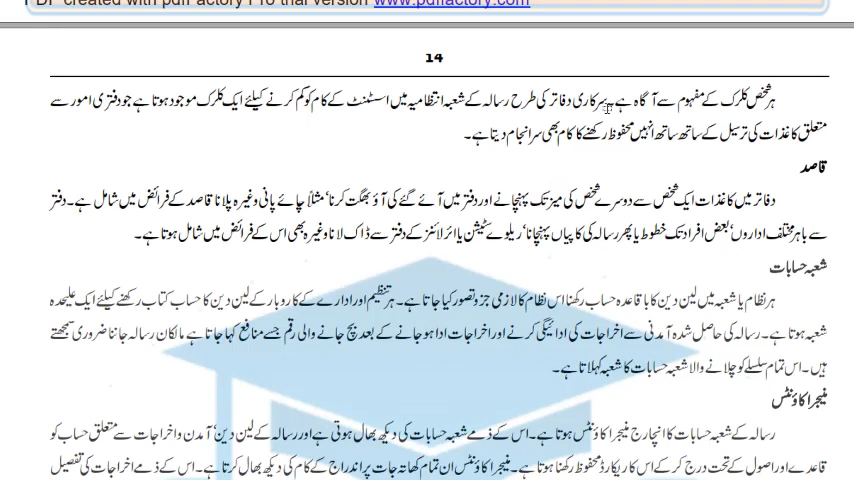 PDF created with pdfFactory Pro trial version www.pdffactory.com
14
ہر شخص کلرک کے مفہوم سے آگاہ ہے۔ سرکاری دفاتر کی طرح رسالہ کے شعبہ انتظامیہ میں اسسٹنٹ کے کام کو کم کرنے کیلئے ایک کلرک موجود ہوتا ہے جو دفتری امور سے
متعلق کاغذات کی ترسیل کے ساتھ ساتھ انہیں محفوظ رکھنے کا کام بھی سرانجام دیتا ہے۔
قاصد
دفاتر میں کاغذات ایک شخص سے دوسرے شخص کی میز تک پہنچانے اور دفتر میں آئے گئے کی آؤ بھگت کرنا‘ مثلاً چائے پانی وغیرہ پلانا قاصد کے فرائض میں شامل ہے۔ دفتر
سے باہر مختلف اداروں‘ بعض افراد تک خطوط یا پھر رسالہ کی کاپیاں پہنچانا‘ ریلوے سٹیشن یا ائر لائنز کے دفتر سے ڈاک لانا وغیرہ بھی اس کے فرائض میں شامل ہوتا ہے۔
شعبہ حسابات
ہر نظام یا شعبہ میں لین دین کا باقاعدہ حساب رکھنا اس نظام کا لازمی جزو تصور کیا جاتا ہے۔ ہر تنظیم اور ادارے کے کاروبار کے لین دین کا حساب کتاب رکھنے کیلئے ایک علیحدہ
شعبہ ہوتا ہے۔ رسالہ کی حاصل شدہ آمدنی سے اخراجات کی ادائیگی کرنے اور اخراجات ادا ہو جانے کے بعد بچ جانے والی رقم جسے منافع کہا جاتا ہے مالکان رسالہ جاننا ضروری سمجھتے
ہیں۔ اس تمام سلسلے کو چلانے والا شعبہ حسابات کا شعبہ کہلاتا ہے۔
منیجر اکاؤنٹس
رسالہ کے شعبہ حسابات کا انچارج منیجر اکاؤنٹس ہوتا ہے۔ اس کے ذمے شعبہ حسابات کی دیکھ بھال ہوتی ہے اور رسالہ کے لین دین‘ آمدن و اخراجات سے متعلق حساب کو
قاعدے اور اصول کے تحت درج کر کے اس کا ریکارڈ محفوظ رکھنا ہوتا ہے۔ منیجر اکاؤنٹس ان تمام کھاتہ جات پر اندراج کے کام کی دیکھ بھال کرتا ہے۔ اس کے ذمے اخراجات کی تفصیل